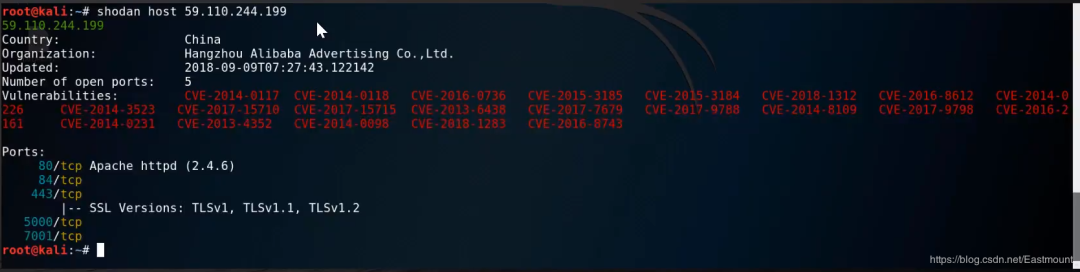 root@kali:~# shodan host 59.110.244.199
59.110.244.199
Country: China
Organization: Hangzhou Alibaba Advertising Co.,Ltd.
Updated: 2018-09-09T07:27:43.122142
Number of open ports: 5
Vulnerabilities: CVE-2014-0117 CVE-2014-0118 CVE-2016-0736 CVE-2015-3185 CVE-2015-3184 CVE-2018-1312 CVE-2016-8612 CVE-2014-0
226 CVE-2014-3523 CVE-2017-15710 CVE-2017-15715 CVE-2013-6438 CVE-2017-7679 CVE-2017-9788 CVE-2014-8109 CVE-2017-9798 CVE-2016-2
161 CVE-2014-0231 CVE-2013-4352 CVE-2014-0098 CVE-2018-1283 CVE-2016-8743
Ports:
80/tcp Apache httpd (2.4.6)
84/tcp
443/tcp
|-- SSL Versions: TLSv1, TLSv1.1, TLSv1.2
5000/tcp
7001/tcp
root@kali:~#
https://blog.csdn.net/Eastmount